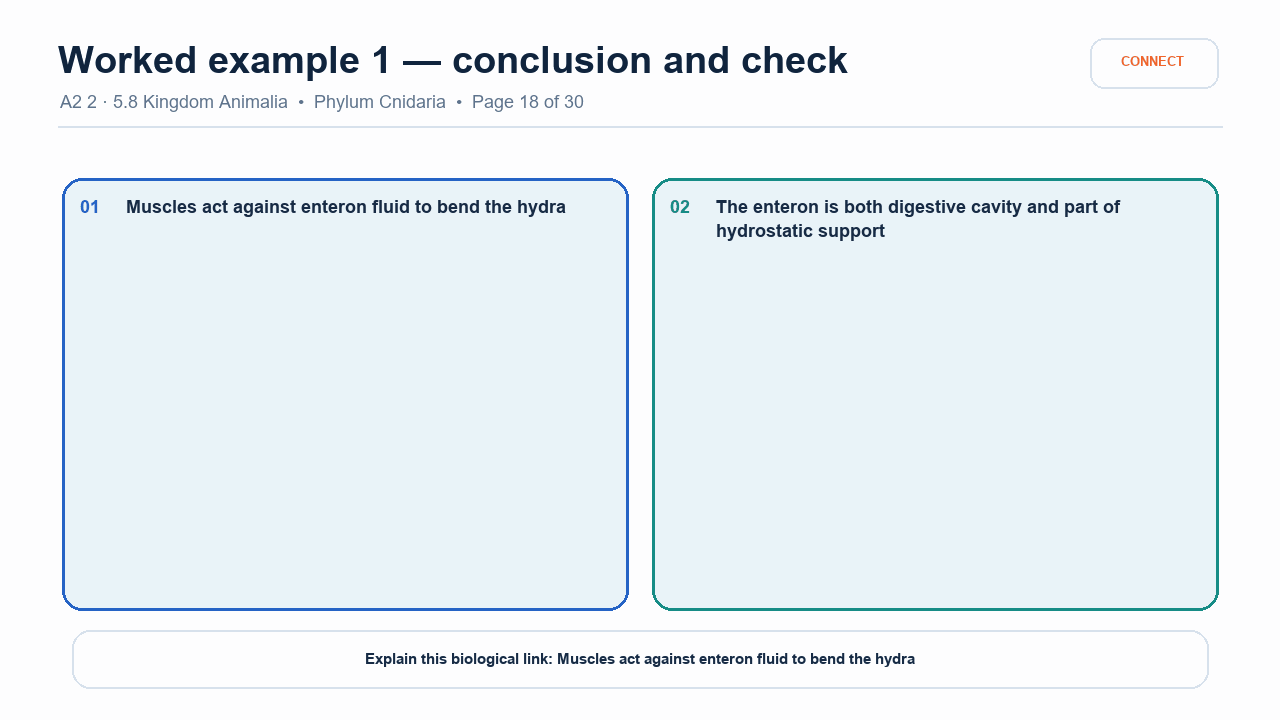 Worked example 1 — conclusion and check
CONNECT
A2 2 · 5.8 Kingdom Animalia • Phylum Cnidaria • Page 18 of 30
01 Muscles act against enteron fluid to bend the hydra
02 The enteron is both digestive cavity and part of
hydrostatic support
Explain this biological link: Muscles act against enteron fluid to bend the hydra